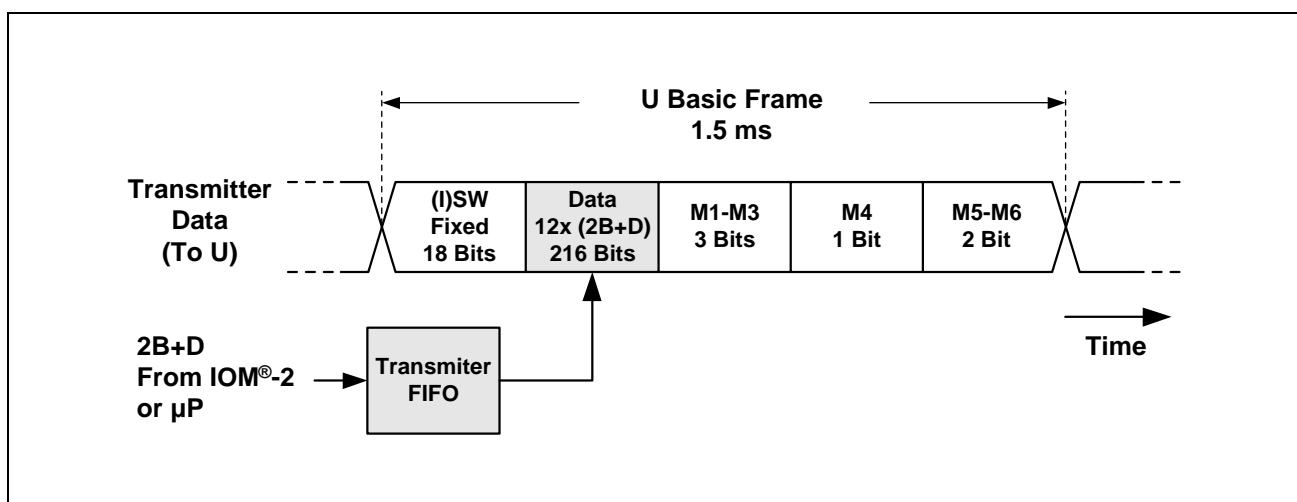 U Basic Frame
1.5 ms
Transmitter
Data
(To U)
(I)SW
Fixed
18 Bits
Data
12x (2B+D)
216 Bits
M1-M3
3 Bits
M4
1 Bit
M5-M6
2 Bit
Time
2B+D
From IOM®-2
or µP
Transmiter
FIFO